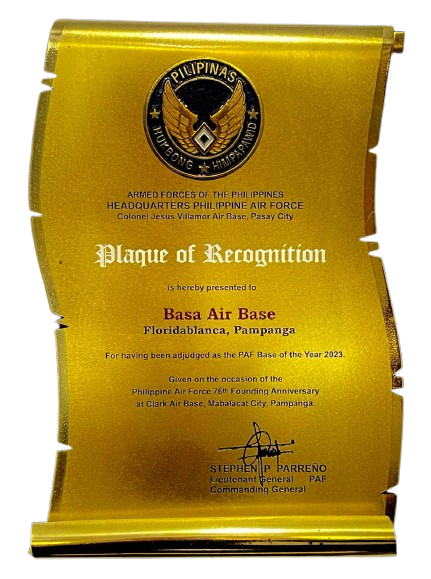 PILIPINAS
HUKBONG HIMPAPAWID
ARMED FORCES OF THE PHILIPPINES
HEADQUARTERS PHILIPPINE AIR FORCE
Colonel Jesus Villamor Air Base, Pasay City
Plaque of Recognition
is hereby presented to
Basa Air Base
Floridablanca, Pampanga
For having been adjudged as the PAF Base of the Year 2023.
Given on the occasion of the
Philippine Air Force 76th Founding Anniversary
at Clark Air Base, Mabalacat City, Pampanga.
STEPHEN P PARREÑO
Lieutenant General PAF
Commanding General